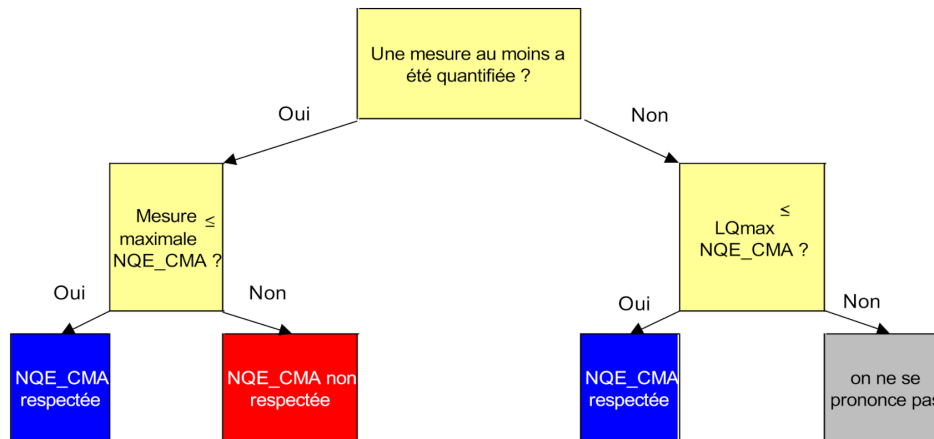 Une mesure au moins a
été quantifiée ?
Oui
Non
Mesure
maximale ≤
NQE_CMA ?
LQmax ≤
NQE_CMA ?
Oui
Non
Oui
Non
NQE_CMA
respectée
NQE_CMA non
respectée
NQE_CMA
respectée
on ne se
prononce pas